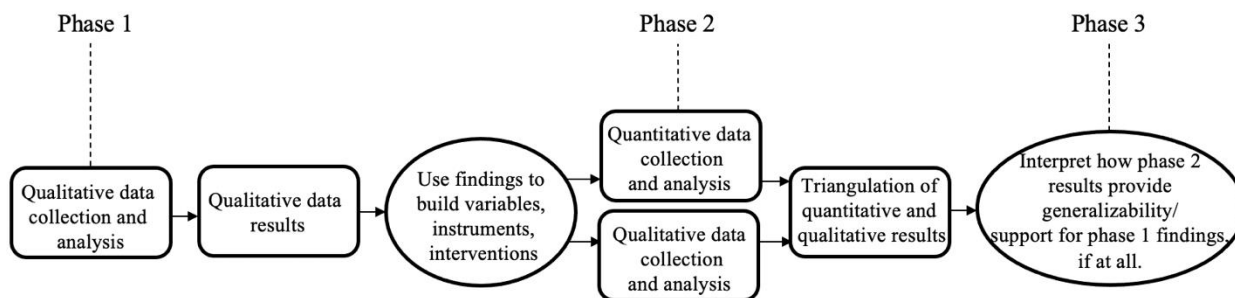 Phase 1
Phase 2
Phase 3
Qualitative data
collection and
analysis
Qualitative data
results
Use findings to
build variables,
instruments,
interventions
Quantitative data
collection
and analysis
Qualitative data
collection
and analysis
Triangulation of
quantitative and
qualitative results
Interpret how phase 2
results provide
generalizability/
support for phase 1 findings,
if at all.